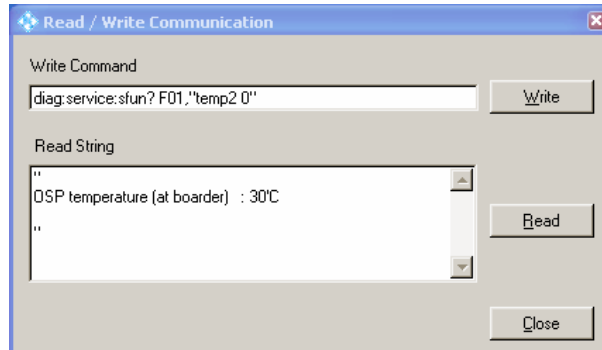 Read / Write Communication
Write Command
diag:service:sfun? F01,"temp2 0"
Write
Read String
"
OSP temperature (at boarder) : 30'C
"
Read
Close